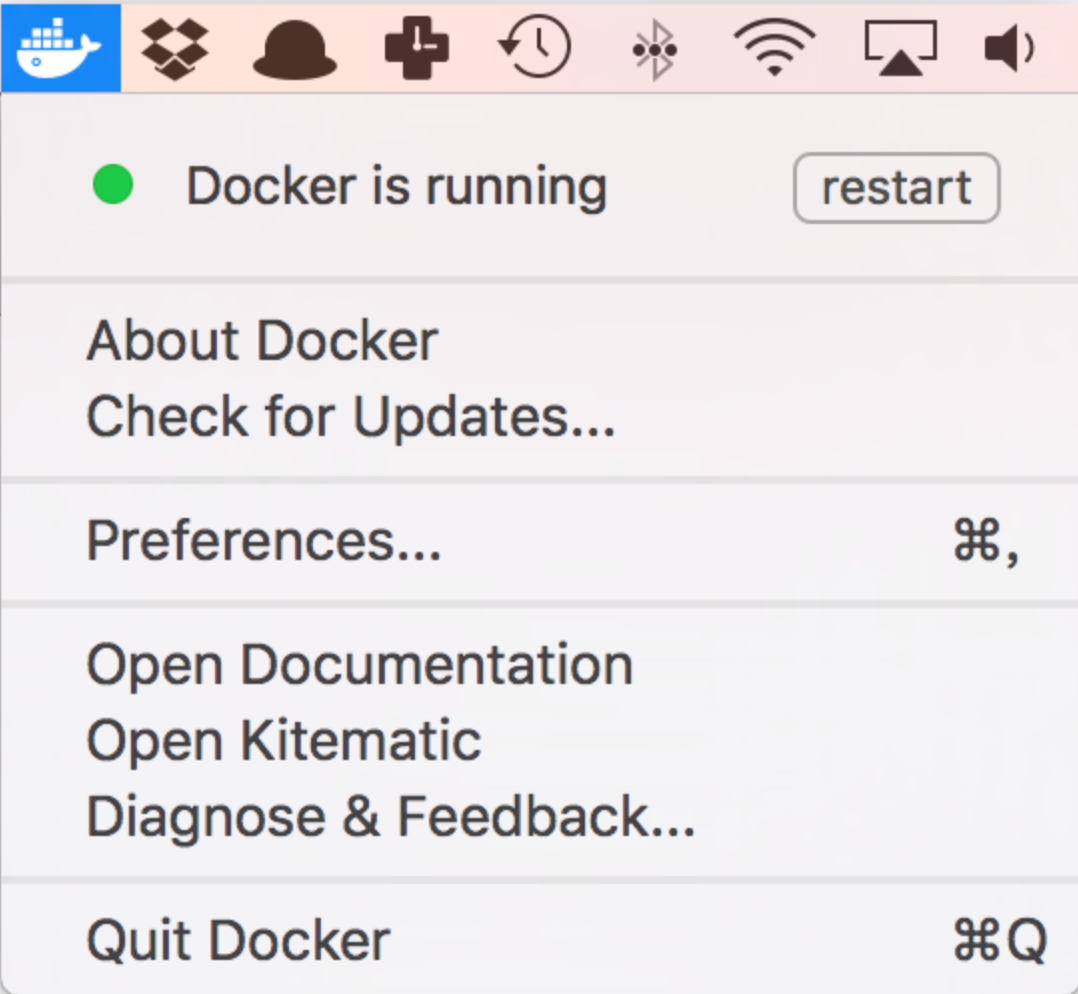 Docker is running restart
About Docker
Check for Updates...
Preferences... ⌘,
Open Documentation
Open Kitematic
Diagnose & Feedback...
Quit Docker ⌘Q